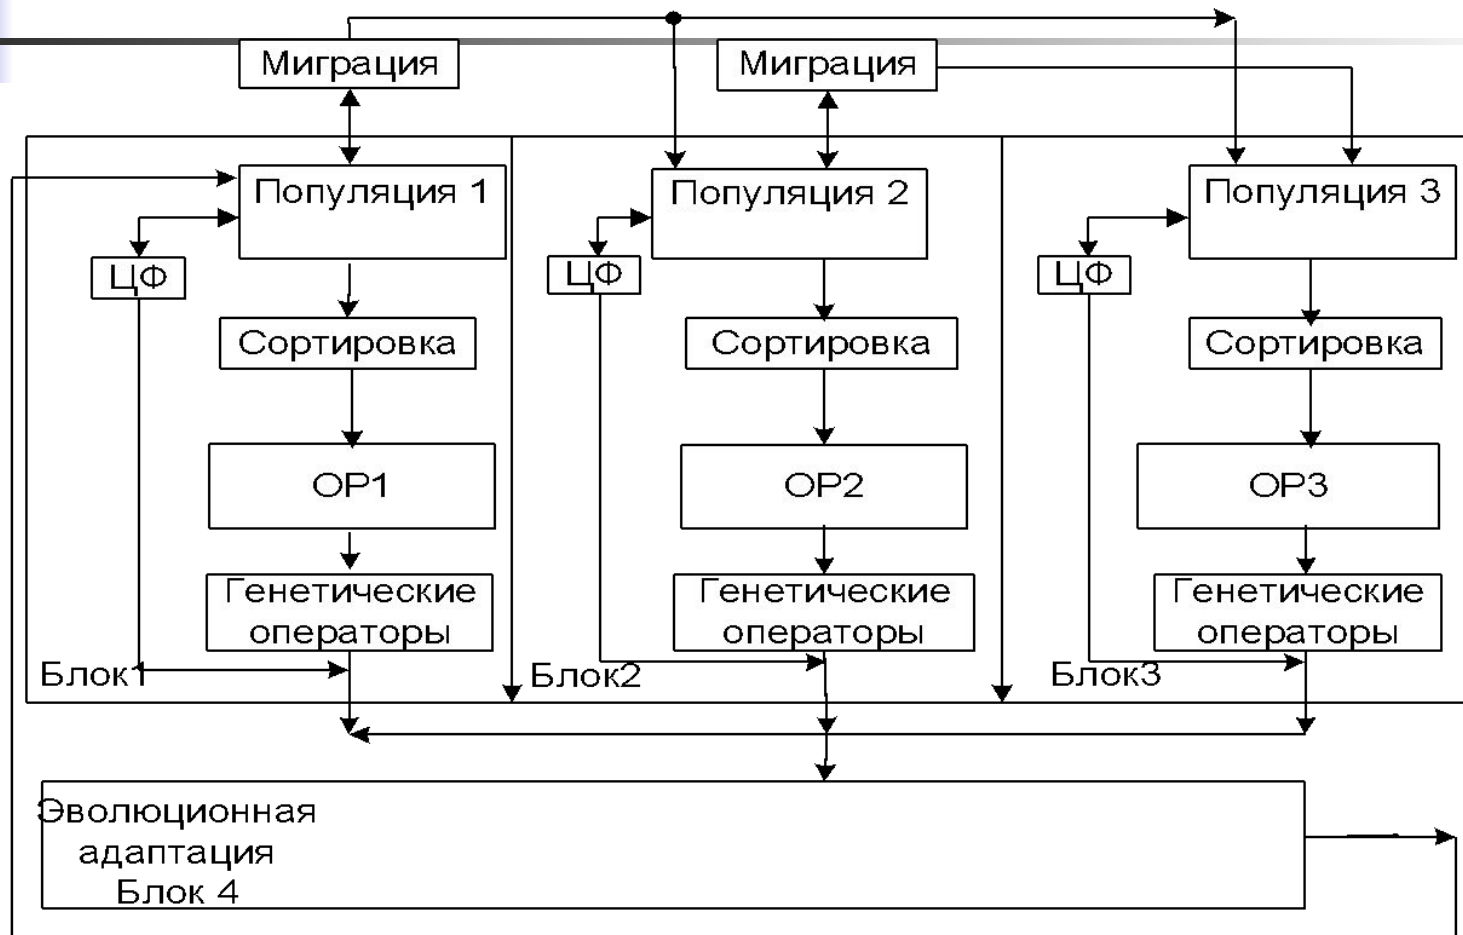 Миграция
Миграция
Популяция 1
Популяция 2
Популяция 3
ЦФ
ЦФ
ЦФ
Сортировка
Сортировка
Сортировка
ОР1
ОР2
ОР3
Генетические
операторы
Генетические
операторы
Генетические
операторы
Блок1
Блок2
Блок3
Эволюционная
адаптация
Блок 4